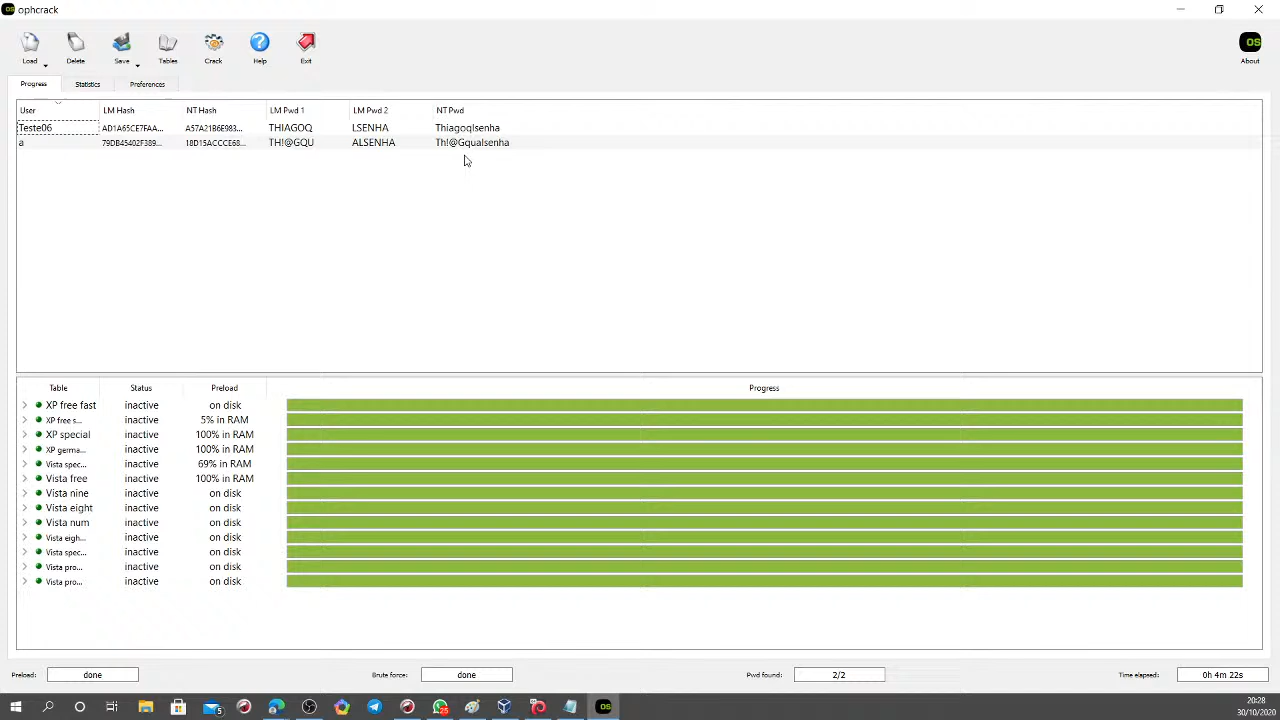 ophcrack
Load Delete Save Tables Crack Help Exit OS About
Progress Statistics Preferences
User LM Hash NT Hash LM Pwd 1 LM Pwd 2 NT Pwd
Teste06 AD1A65CE7FAA... A57A21B6E983... THIAGOQ LSENHA Thiagoqlsenha
a 79DB45402F389... 18D15ACCCE68... TH!@GQU ALSENHA Th!@Gqualsenha
Table Status Preload Progress
XP free fast inactive on disk
XP free s... inactive 5% in RAM
XP special inactive 100% in RAM
XP germa... inactive 100% in RAM
Vista spec... inactive 69% in RAM
Vista free inactive 100% in RAM
Vista nine inactive on disk
Vista eight inactive on disk
Vista num inactive on disk
Vista eigh... inactive on disk
Vista spec... inactive on disk
Vista pro... inactive on disk
Vista pro... inactive on disk
Preload: done Brute force: done Pwd found: 2/2 Time elapsed: 0h 4m 22s
5 25 OS 20:28
30/10/2020